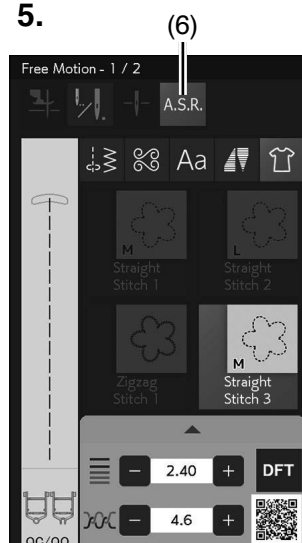 5.
(6)
Free Motion - 1 / 2
A.S.R.
Aa
M
L
Straight
Stitch 1
Straight
Stitch 2
M
Zigzag
Stitch 1
Straight
Stitch 3
- 2.40 +
DFT
- 4.6 +